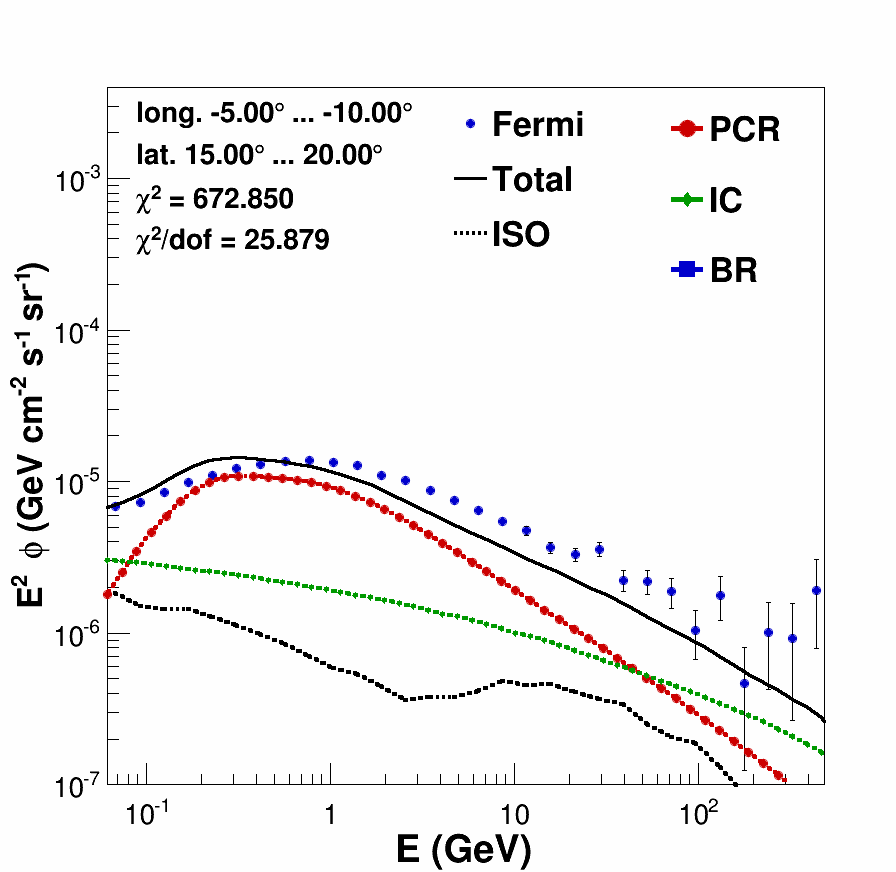 long. -5.00° ... -10.00°
lat. 15.00° ... 20.00°
χ² = 672.850
χ²/dof = 25.879
Fermi
Total
ISO
PCR
IC
BR
E² ϕ (GeV cm⁻² s⁻¹ sr⁻¹)
10⁻³
10⁻⁴
10⁻⁵
10⁻⁶
10⁻⁷
10⁻¹ 1 10 10²
E (GeV)